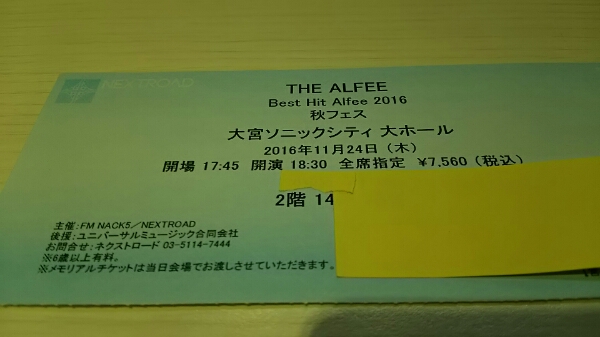 NEXTROAD
THE ALFEE
Best Hit Alfee 2016
秋フェス
大宮ソニックシティ 大ホール
2016年11月24日（木）
開場 17:45 開演 18:30 全席指定 ¥7,560（税込）
2階 14
主催：FM NACK5／NEXTROAD
後援：ユニバーサルミュージック合同会社
お問合せ：ネクストロード 03-5114-7444
※6歳以上有料。
※メモリアルチケットは当日会場でお渡しさせていただきます。